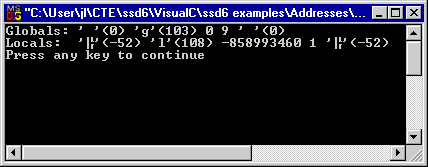 MS
"C:\User\jl\CTE\ssd6\VisualC\ssd6 examples\Addresses\...
Globals: ' '(0) 'g'(103) 0 9 ' '(0)
Locals:  '╠'(-52) 'l'(108) -858993460 1 '╠'(-52)
Press any key to continue